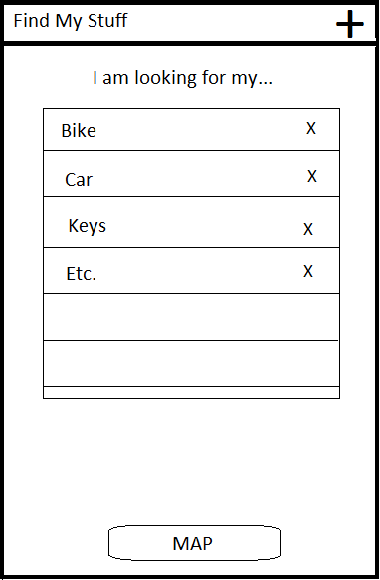 Find My Stuff +
I am looking for my...
Bike X
Car X
Keys X
Etc. X
MAP